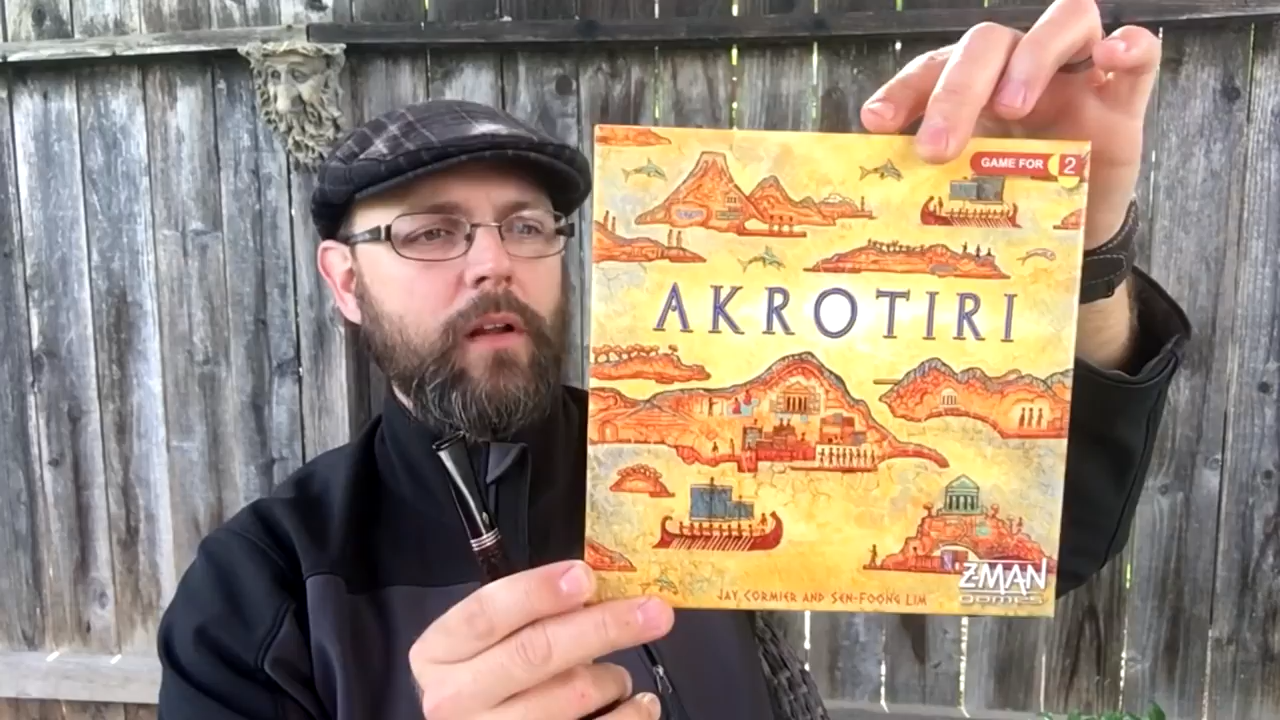 GAME FOR 2
AKROTIRI
JAY CORMIER AND SEN-FOONG LIM
Z-MAN
GAMES